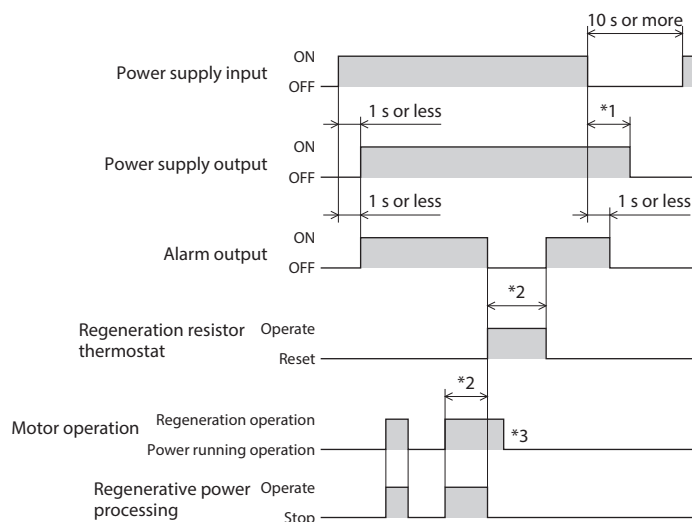 10 s or more
ON
Power supply input
OFF
1 s or less
*1
ON
Power supply output
OFF
1 s or less
1 s or less
ON
Alarm output
OFF
*2
Operate
Regeneration resistor
thermostat
Reset
*2
Regeneration operation
Motor operation
*3
Power running operation
Operate
Regenerative power
processing
Stop